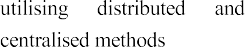 utilising distributed and
centralised methods